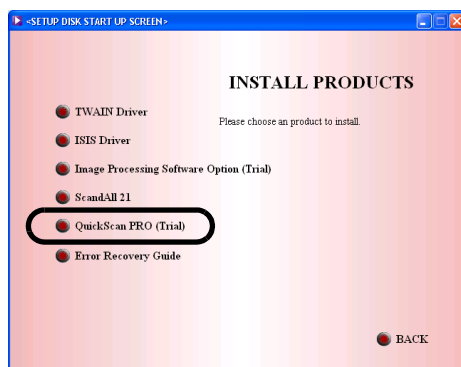 <SETUP DISK START UP SCREEN>
INSTALL PRODUCTS
Please choose an product to install.
TWAIN Driver
ISIS Driver
Image Processing Software Option (Trial)
ScandAll 21
QuickScan PRO (Trial)
Error Recovery Guide
BACK